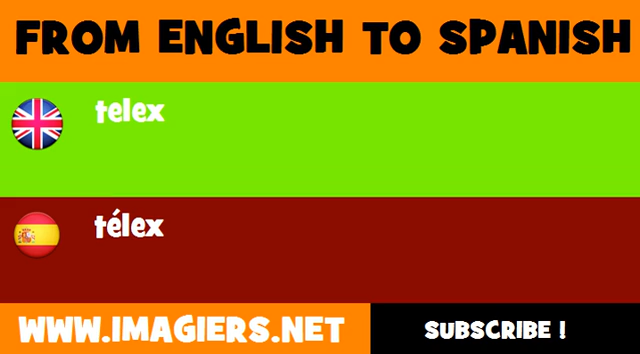 FROM ENGLISH TO SPANISH
telex
télex
WWW.IMAGIERS.NET
SUBSCRIBE !